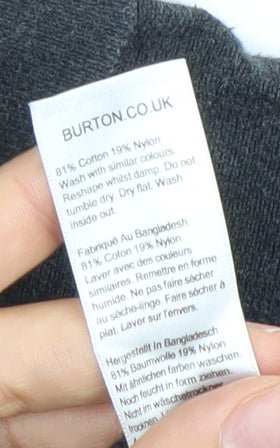 BURTON.CO.UK
81% Cotton 19% Nylon
Wash with similar colours.
Reshape whilst damp. Do not
tumble dry. Dry flat. Wash
inside out.
Fabriqué Au Bangladesh
81% Coton 19% Nylon
Laver avec des couleurs
similaires. Remettre en forme
humide. Ne pas faire sécher
au sèche-linge. Faire sécher à
plat. Laver sur l'envers.
Hergestellt In Bangladesch
81% Baumwolle 19% Nylon
Mit ähnlichen farben waschen.
Noch feucht in form ziehen.
Nicht im wäschetrockner
trocknen.